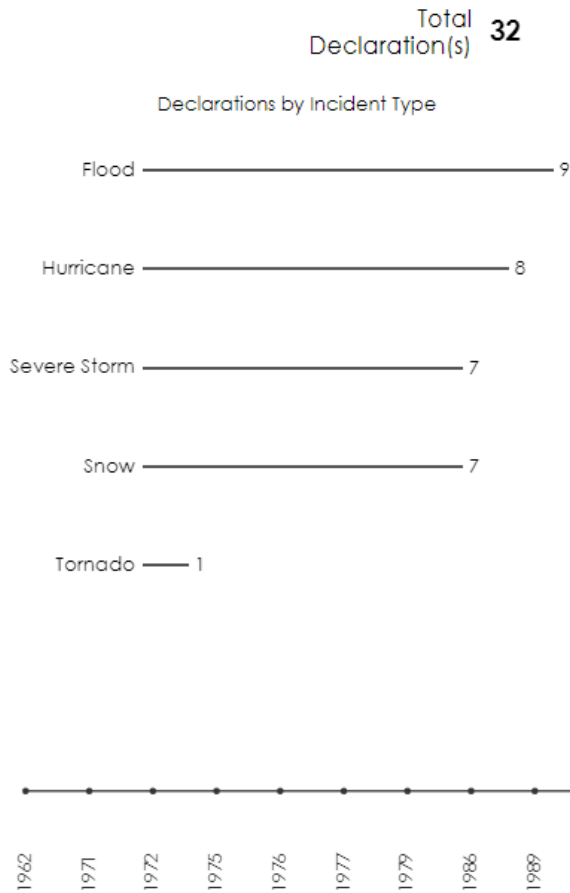 Total
Declaration(s) 32
Declarations by Incident Type
Flood 9
Hurricane 8
Severe Storm 7
Snow 7
Tornado 1
1962 1971 1972 1975 1976 1977 1979 1986 1989